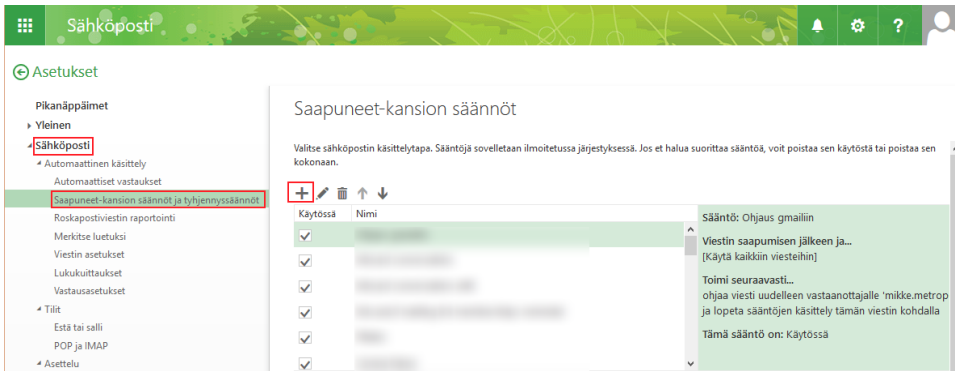 Sähköposti
?
Asetukset
Pikanäppäimet
Yleinen
Sähköposti
Automaattinen käsittely
Automaattiset vastaukset
Saapuneet-kansion säännöt ja tyhjennyssäännöt
Roskapostiviestin raportointi
Merkitse luetuksi
Viestin asetukset
Lukukuittaukset
Vastausasetukset
Tilit
Estä tai salli
POP ja IMAP
Asettelu
Saapuneet-kansion säännöt
Valitse sähköpostin käsittelytapa. Sääntöjä sovelletaan ilmoitetussa järjestyksessä. Jos et halua suorittaa sääntöä, voit poistaa sen käytöstä tai poistaa sen
kokonaan.
Käytössä Nimi
Sääntö: Ohjaus gmailiin
Viestin saapumisen jälkeen ja...
[Käytä kaikkiin viesteihin]
Toimi seuraavasti...
ohjaa viesti uudelleen vastaanottajalle 'mikke.metrop
ja lopeta sääntöjen käsittely tämän viestin kohdalla
Tämä sääntö on: Käytössä